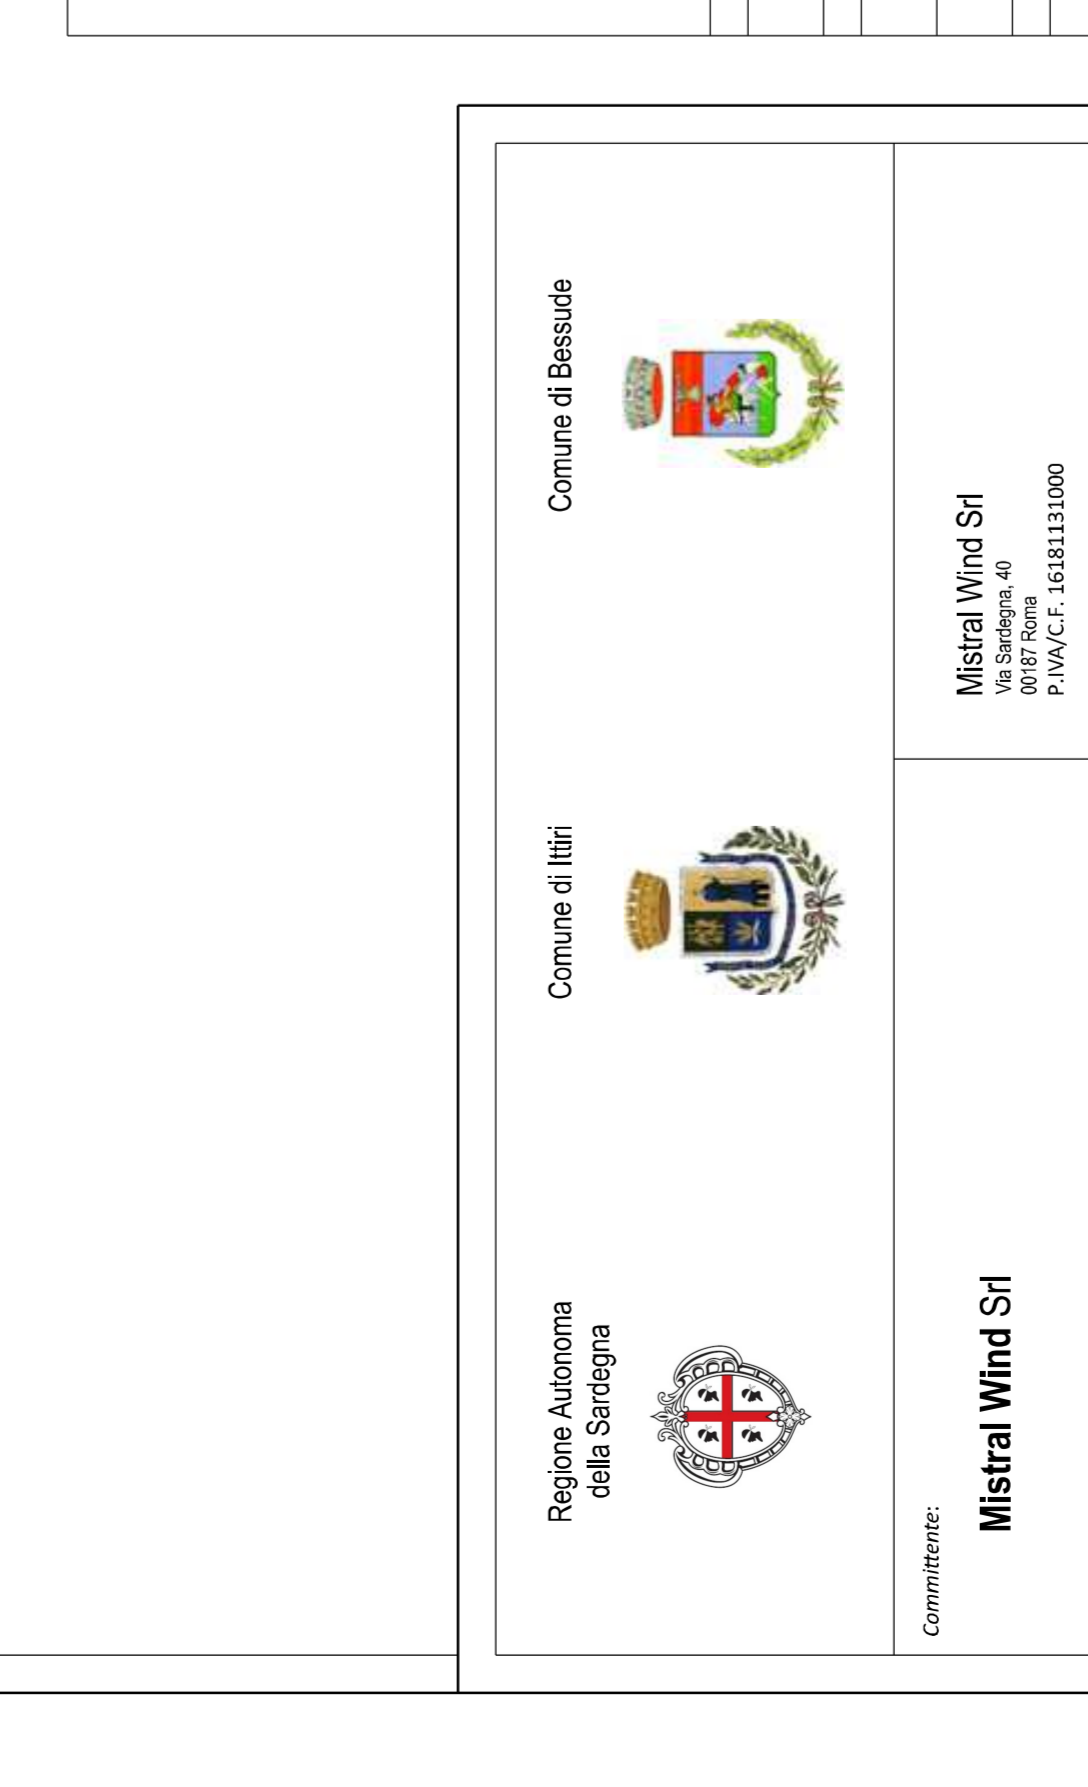 Regione Autonoma
della Sardegna
Comune di Ittiri
Comune di Bessude
Committente:
Mistral Wind Srl
Mistral Wind Srl
Via Sardegna, 40
00187 Roma
P.IVA/C.F. 16181131000